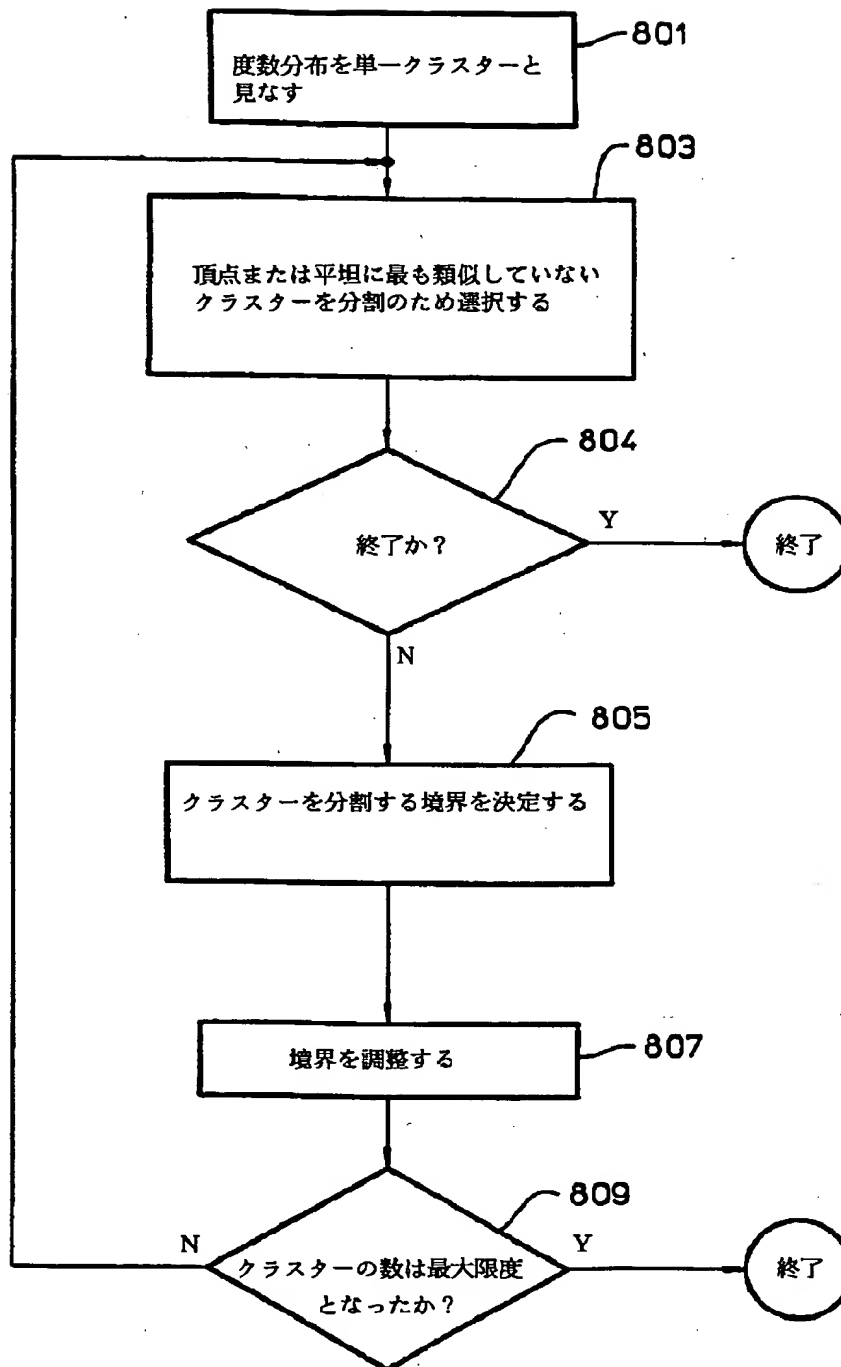 801
度数分布を単一クラスターと
見なす
803
頂点または平坦に最も類似していない
クラスターを分割のため選択する
804
終了か?
Y
終了
N
805
クラスターを分割する境界を決定する
境界を調整する
807
809
N
Y
クラスターの数は最大限度
となったか?
終了